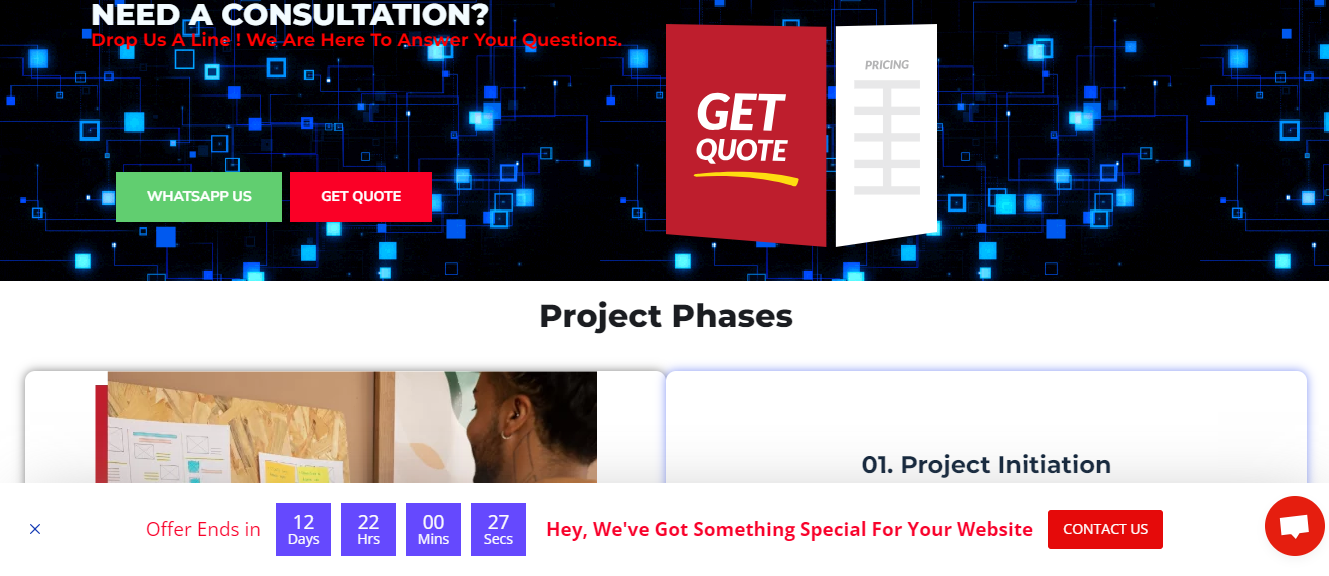 NEED A CONSULTATION?
Drop Us A Line ! We Are Here To Answer Your Questions.
PRICING
GET
QUOTE
WHATSAPP US
GET QUOTE
Project Phases
01. Project Initiation
Offer Ends in
12
Days
22
Hrs
00
Mins
27
Secs
Hey, We've Got Something Special For Your Website
CONTACT US